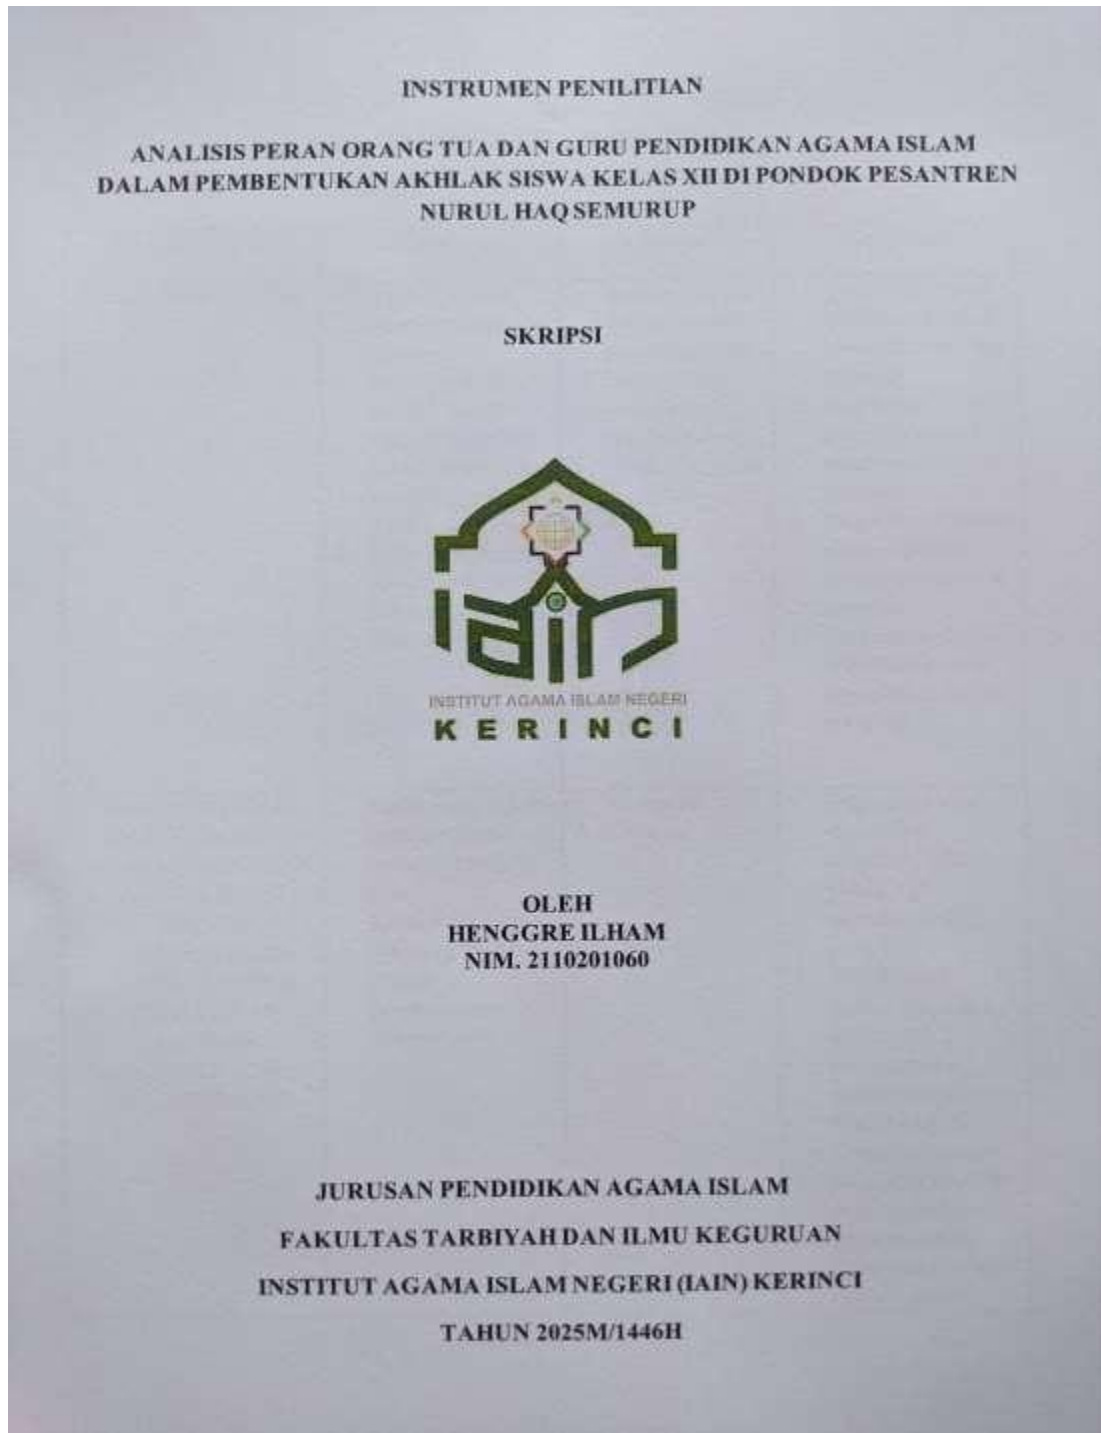 INSTRUMEN PENILITIAN
ANALISIS PERAN ORANG TUA DAN GURU PENDIDIKAN AGAMA ISLAM
DALAM PEMBENTUKAN AKHLAK SISWA KELAS XII DI PONDOK PESANTREN
NURUL HAQ SEMURUP
SKRIPSI
iain
INSTITUT AGAMA ISLAM NEGERI
KERINCI
OLEH
HENGGRE ILHAM
NIM. 2110201060
JURUSAN PENDIDIKAN AGAMA ISLAM
FAKULTAS TARBIYAH DAN ILMU KEGURUAN
INSTITUT AGAMA ISLAM NEGERI (IAIN) KERINCI
TAHUN 2025M/1446H